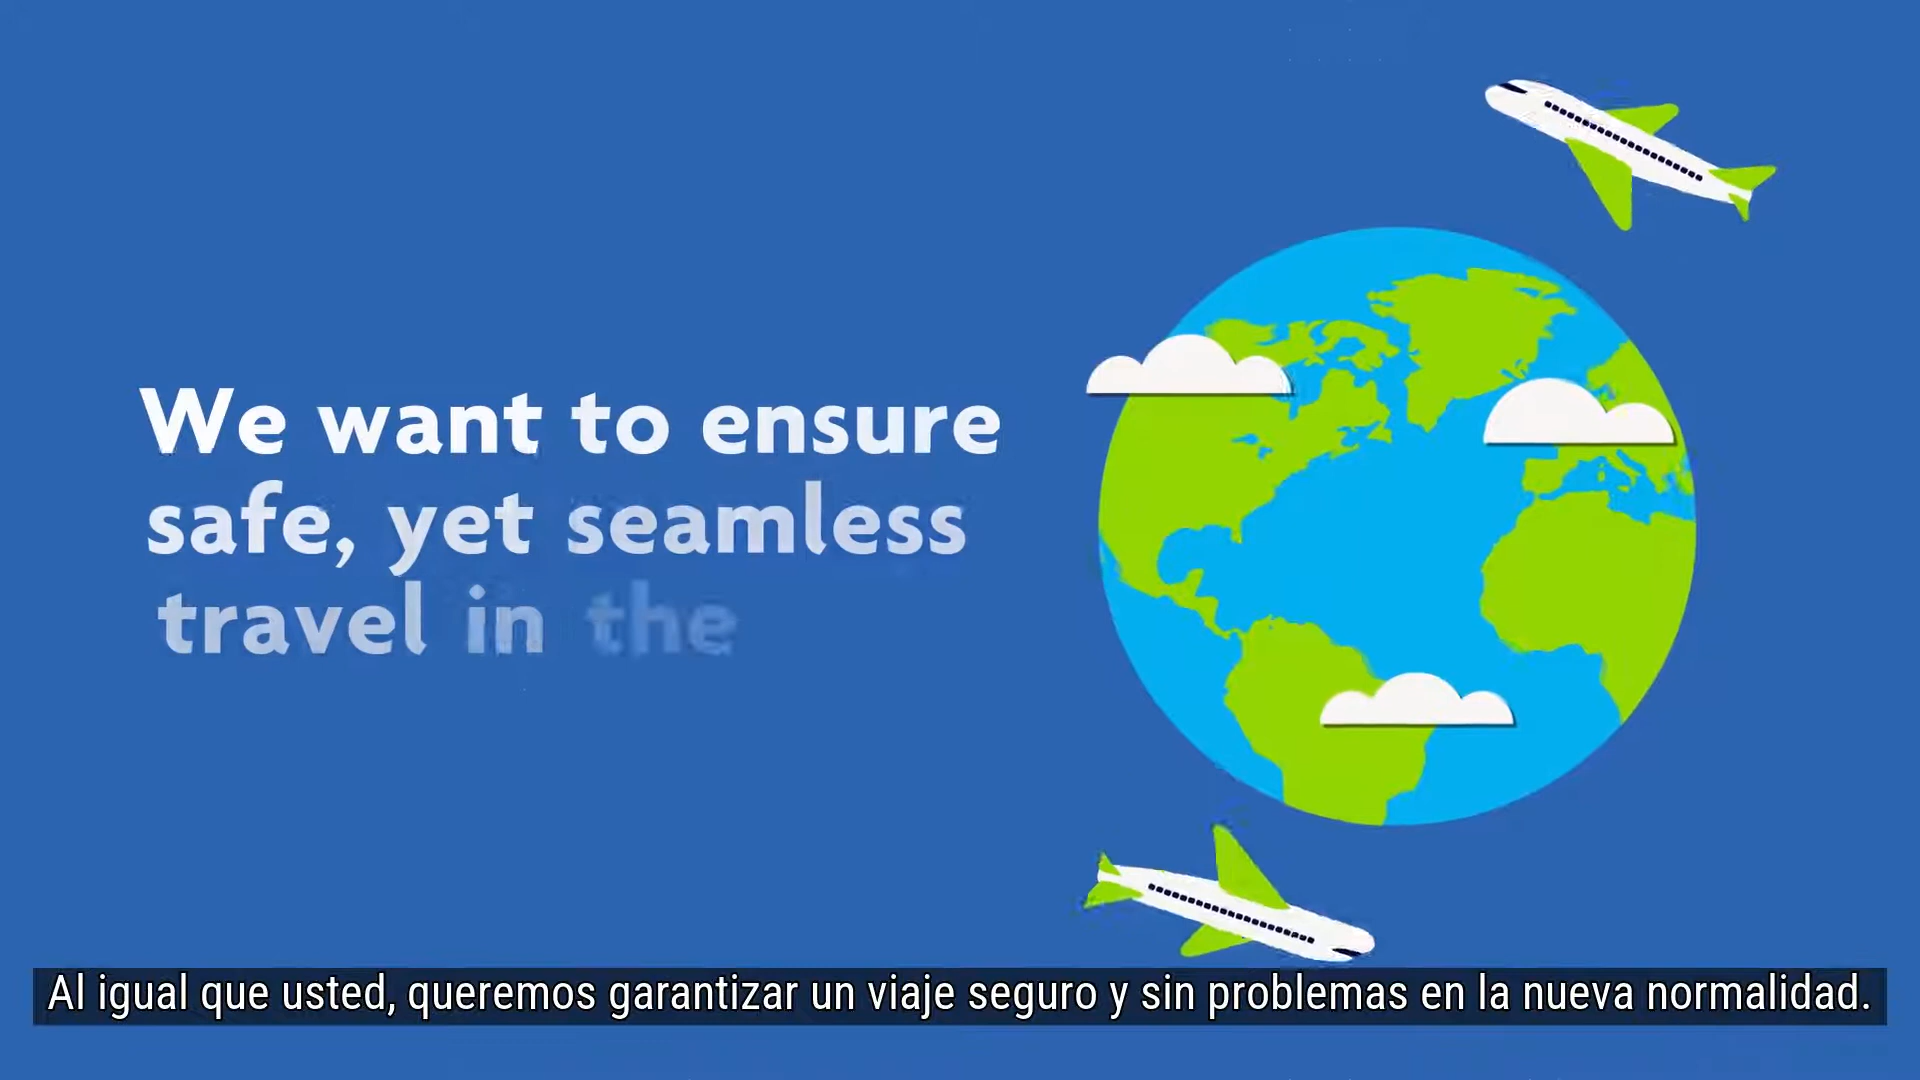 We want to ensure
safe, yet seamless
travel in the
Al igual que usted, queremos garantizar un viaje seguro y sin problemas en la nueva normalidad.